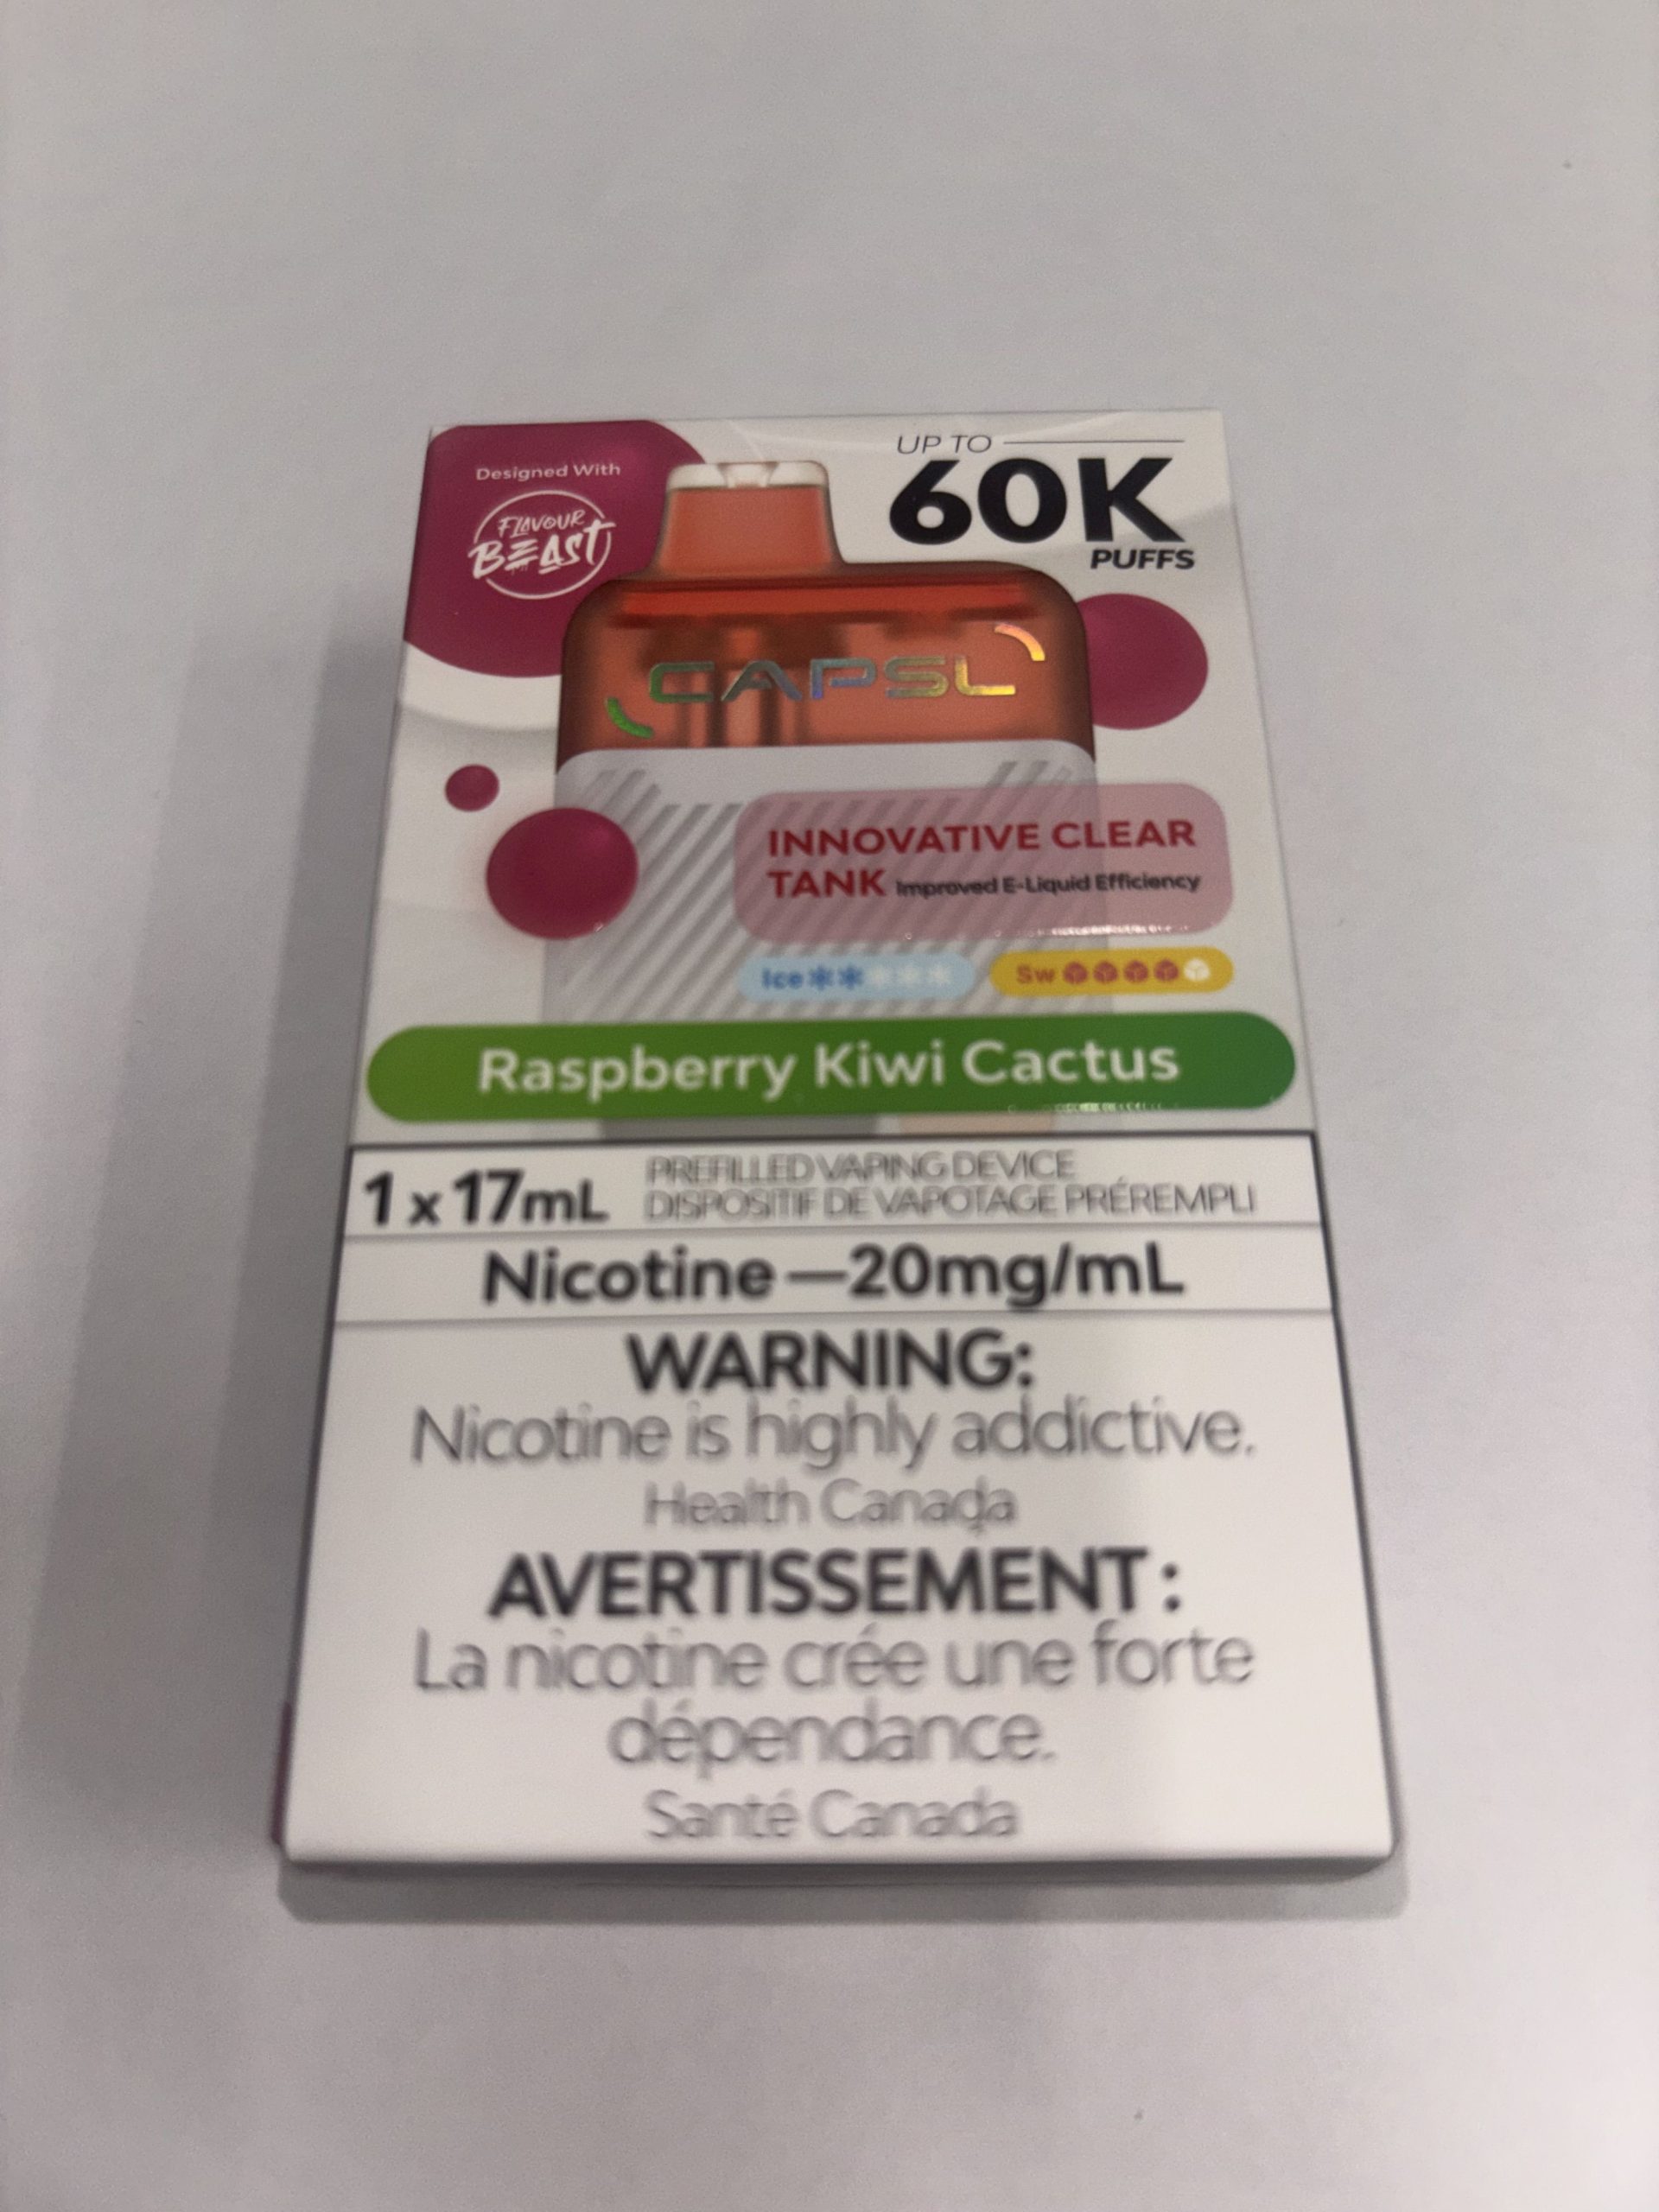 Designed With
FLAVOUR
BEAST
UP TO
60K
PUFFS
CAPSL
INNOVATIVE CLEAR
TANK Improved E-Liquid Efficiency
Ice
Sw
Raspberry Kiwi Cactus
1 x 17mL
PREFILLED VAPING DEVICE
DISPOSITIF DE VAPOTAGE PRÉREMPLI
Nicotine—20mg/mL
WARNING:
Nicotine is highly addictive.
Health Canada
AVERTISSEMENT :
La nicotine crée une forte
dépendance.
Santé Canada